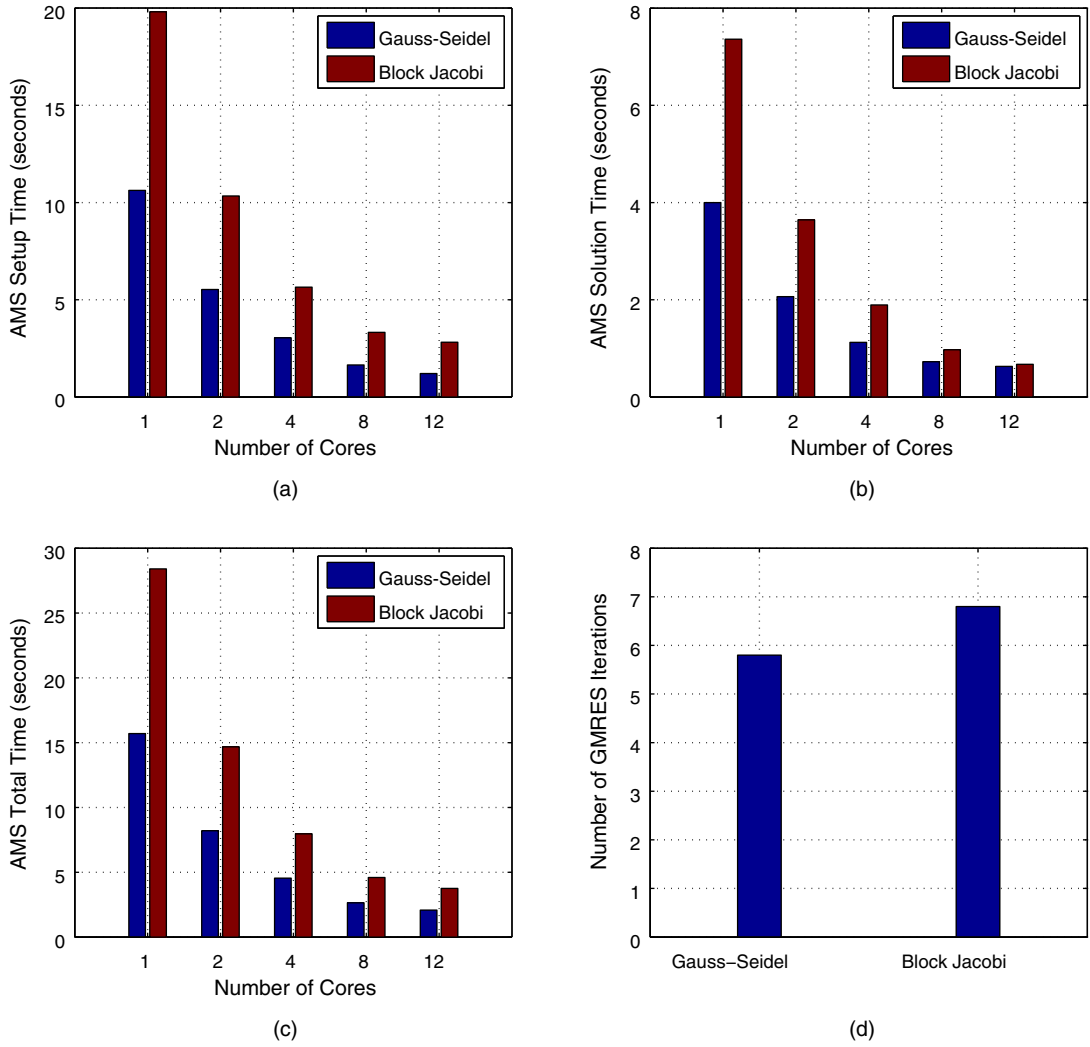 20
15
10
5
0
AMS Setup Time (seconds)
Gauss-Seidel
Block Jacobi
1 2 4 8 12
Number of Cores
(a)
8
6
4
2
0
AMS Solution Time (seconds)
Gauss-Seidel
Block Jacobi
1 2 4 8 12
Number of Cores
(b)
30
25
20
15
10
5
0
AMS Total Time (seconds)
Gauss-Seidel
Block Jacobi
1 2 4 8 12
Number of Cores
(c)
8
7
6
5
4
3
2
1
0
Number of GMRES Iterations
Gauss−Seidel Block Jacobi
(d)